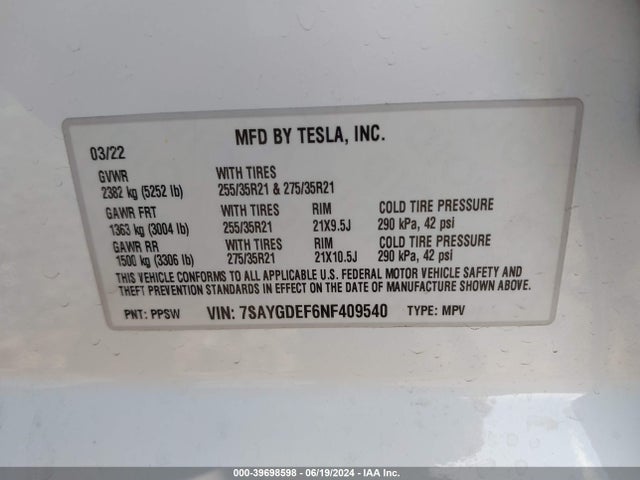 MFD BY TESLA, INC.
03/22
GVWR WITH TIRES
2382 kg (5252 lb) 255/35R21 & 275/35R21
GAWR FRT WITH TIRES RIM COLD TIRE PRESSURE
1363 kg (3004 lb) 255/35R21 21X9.5J 290 kPa, 42 psi
GAWR RR WITH TIRES RIM COLD TIRE PRESSURE
1500 kg (3306 lb) 275/35R21 21X10.5J 290 kPa, 42 psi
THIS VEHICLE CONFORMS TO ALL APPLICABLE U.S. FEDERAL MOTOR VEHICLE SAFETY AND
THEFT PREVENTION STANDARDS IN EFFECT ON THE DATE OF MANUFACTURE SHOWN ABOVE.
PNT: PPSW VIN: 7SAYGDEF6NF409540 TYPE: MPV
000-39698598 - 06/19/2024 - IAA Inc.